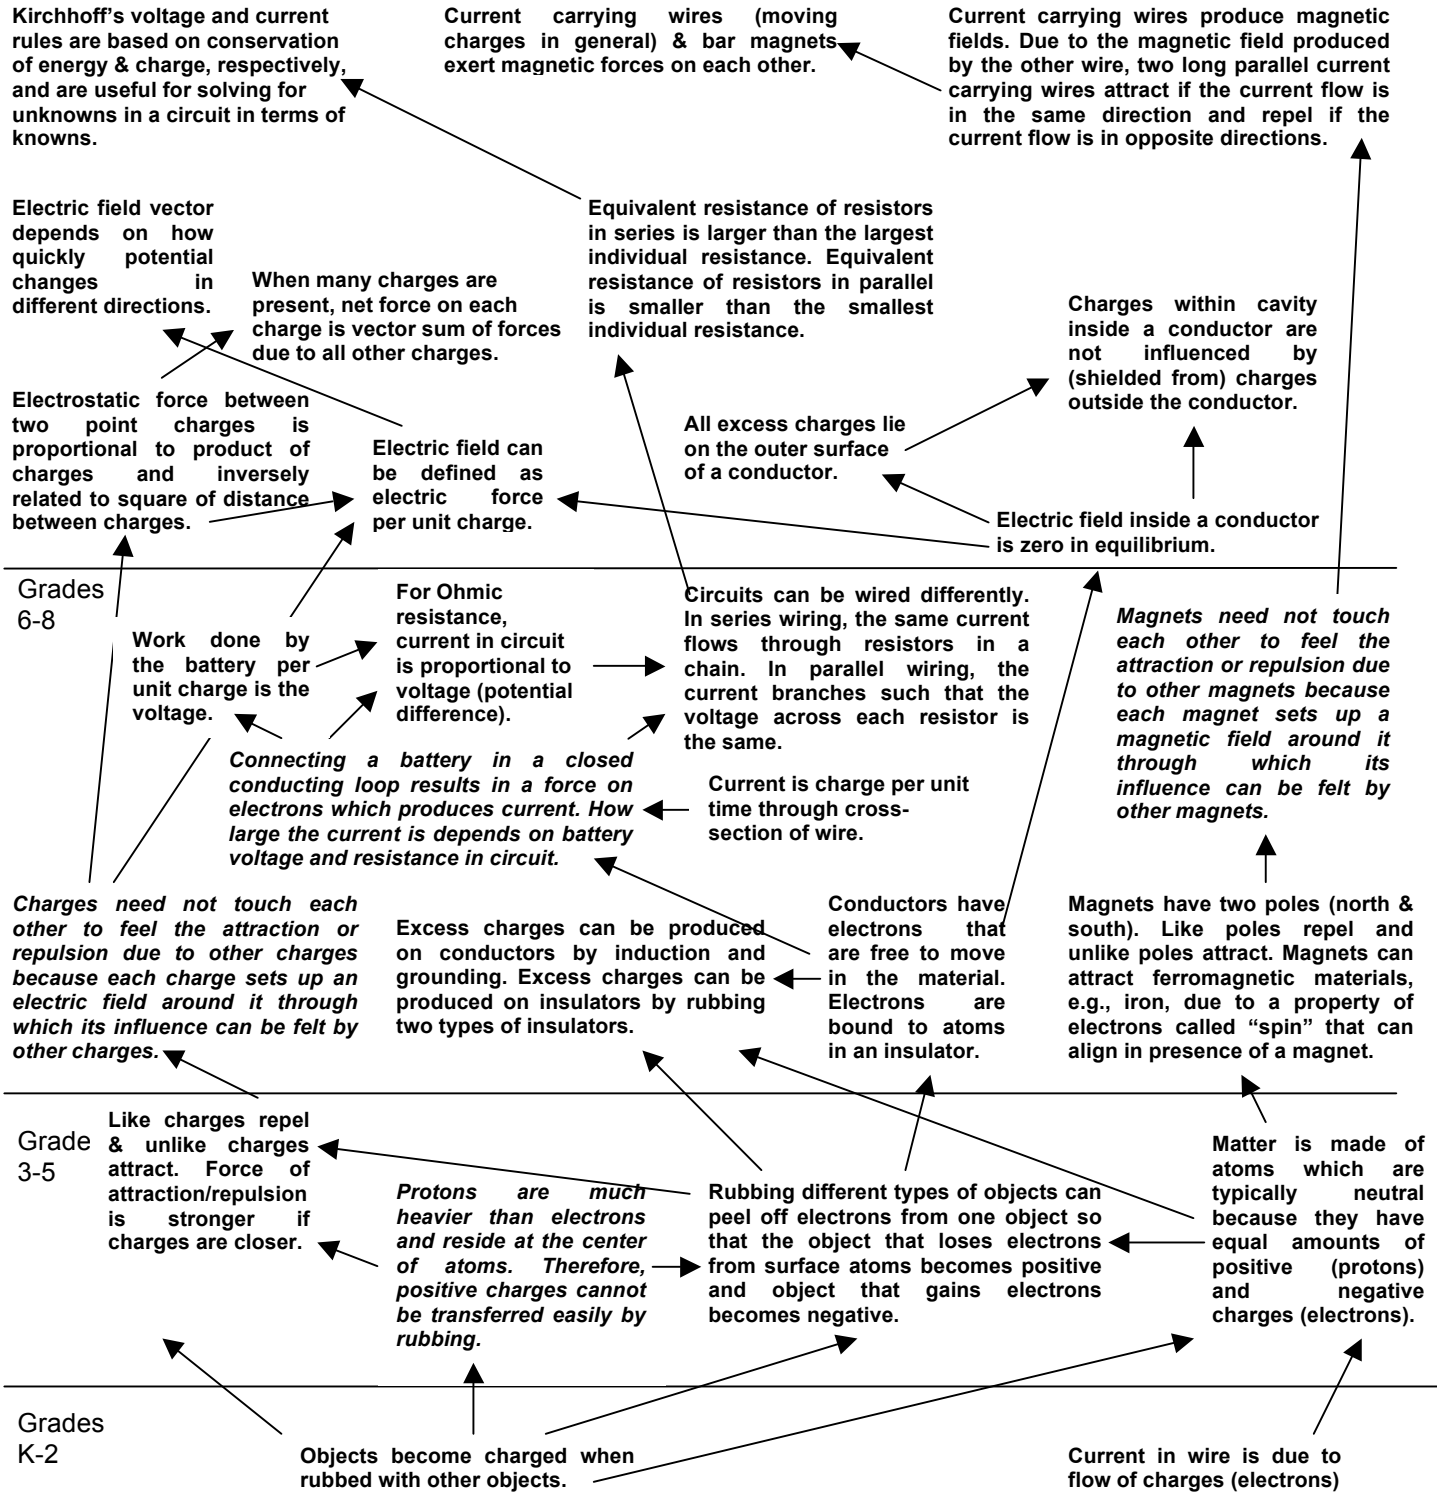 Kirchhoff's voltage and current
rules are based on conservation
of energy & charge, respectively,
and are useful for solving for
unknowns in a circuit in terms of
knowns.
Current carrying wires (moving
charges in general) & bar magnets
exert magnetic forces on each other.
Current carrying wires produce magnetic
fields. Due to the magnetic field produced
by the other wire, two long parallel current
carrying wires attract if the current flow is
in the same direction and repel if the
current flow is in opposite directions.
Electric field vector
depends on how
quickly potential
changes in
different directions.
When many charges are
present, net force on each
charge is vector sum of forces
due to all other charges.
Equivalent resistance of resistors
in series is larger than the largest
individual resistance. Equivalent
resistance of resistors in parallel
is smaller than the smallest
individual resistance.
Charges within cavity
inside a conductor are
not influenced by
(shielded from) charges
outside the conductor.
Electrostatic force between
two point charges is
proportional to product of
charges and inversely
related to square of distance
between charges.
Electric field can
be defined as
electric force
per unit charge.
All excess charges lie
on the outer surface
of a conductor.
Electric field inside a conductor
is zero in equilibrium.
Grades
6-8
Work done by
the battery per
unit charge is the
voltage.
For Ohmic
resistance,
current in circuit
is proportional to
voltage (potential
difference).
Circuits can be wired differently.
In series wiring, the same current
flows through resistors in a
chain. In parallel wiring, the
current branches such that the
voltage across each resistor is
the same.
Magnets need not touch
each other to feel the
attraction or repulsion due
to other magnets because
each magnet sets up a
magnetic field around it
through which its
influence can be felt by
other magnets.
Connecting a battery in a closed
conducting loop results in a force on
electrons which produces current. How
large the current is depends on battery
voltage and resistance in circuit.
Current is charge per unit
time through cross-
section of wire.
Charges need not touch each
other to feel the attraction or
repulsion due to other charges
because each charge sets up an
electric field around it through
which its influence can be felt by
other charges.
Excess charges can be produced
on conductors by induction and
grounding. Excess charges can be
produced on insulators by rubbing
two types of insulators.
Conductors have
electrons that
are free to move
in the material.
Electrons are
bound to atoms
in an insulator.
Magnets have two poles (north &
south). Like poles repel and
unlike poles attract. Magnets can
attract ferromagnetic materials,
e.g., iron, due to a property of
electrons called “spin” that can
align in presence of a magnet.
Grade
3-5
Like charges repel
& unlike charges
attract. Force of
attraction/repulsion
is stronger if
charges are closer.
Protons are much
heavier than electrons
and reside at the center
of atoms. Therefore,
positive charges cannot
be transferred easily by
rubbing.
Rubbing different types of objects can
peel off electrons from one object so
that the object that loses electrons
from surface atoms becomes positive
and object that gains electrons
becomes negative.
Matter is made of
atoms which are
typically neutral
because they have
equal amounts of
positive (protons)
and negative
charges (electrons).
Grades
K-2
Objects become charged when
rubbed with other objects.
Current in wire is due to
flow of charges (electrons)